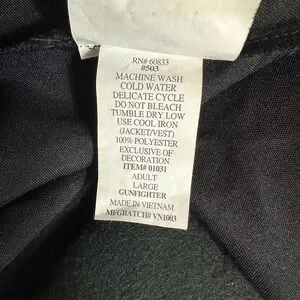 RN# 60833
#503
MACHINE WASH
COLD WATER
DELICATE CYCLE
DO NOT BLEACH
TUMBLE DRY LOW
USE COOL IRON
(JACKET/VEST)
100% POLYESTER
EXCLUSIVE OF
DECORATION
ITEM# 01031
ADULT
LARGE
GUNFIGHTER
MADE IN VIETNAM
MFGBATCH# VN1003